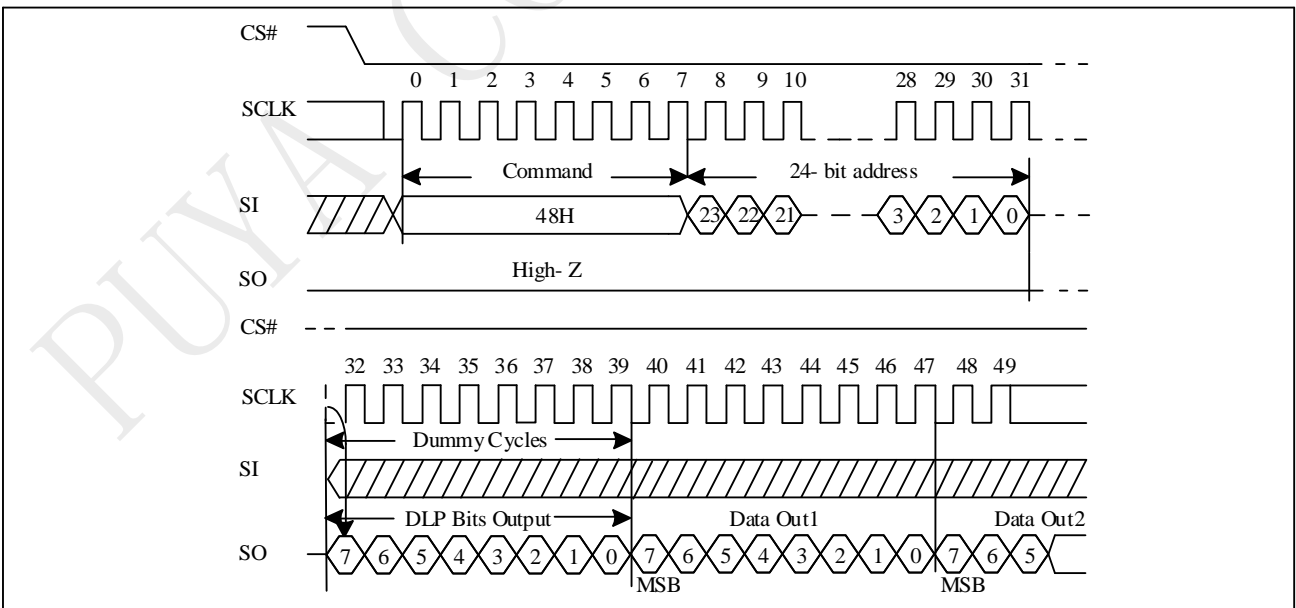 CS#
0 1 2 3 4 5 6 7 8 9 10 28 29 30 31
SCLK
Command 24- bit address
SI
48H 23 22 21 3 2 1 0
High- Z
SO
CS#
32 33 34 35 36 37 38 39 40 41 42 43 44 45 46 47 48 49
SCLK
Dummy Cycles
SI
DLP Bits Output Data Out1 Data Out2
SO 7 6 5 4 3 2 1 0 7 6 5 4 3 2 1 0 7 6 5
MSB MSB
PUYA CO